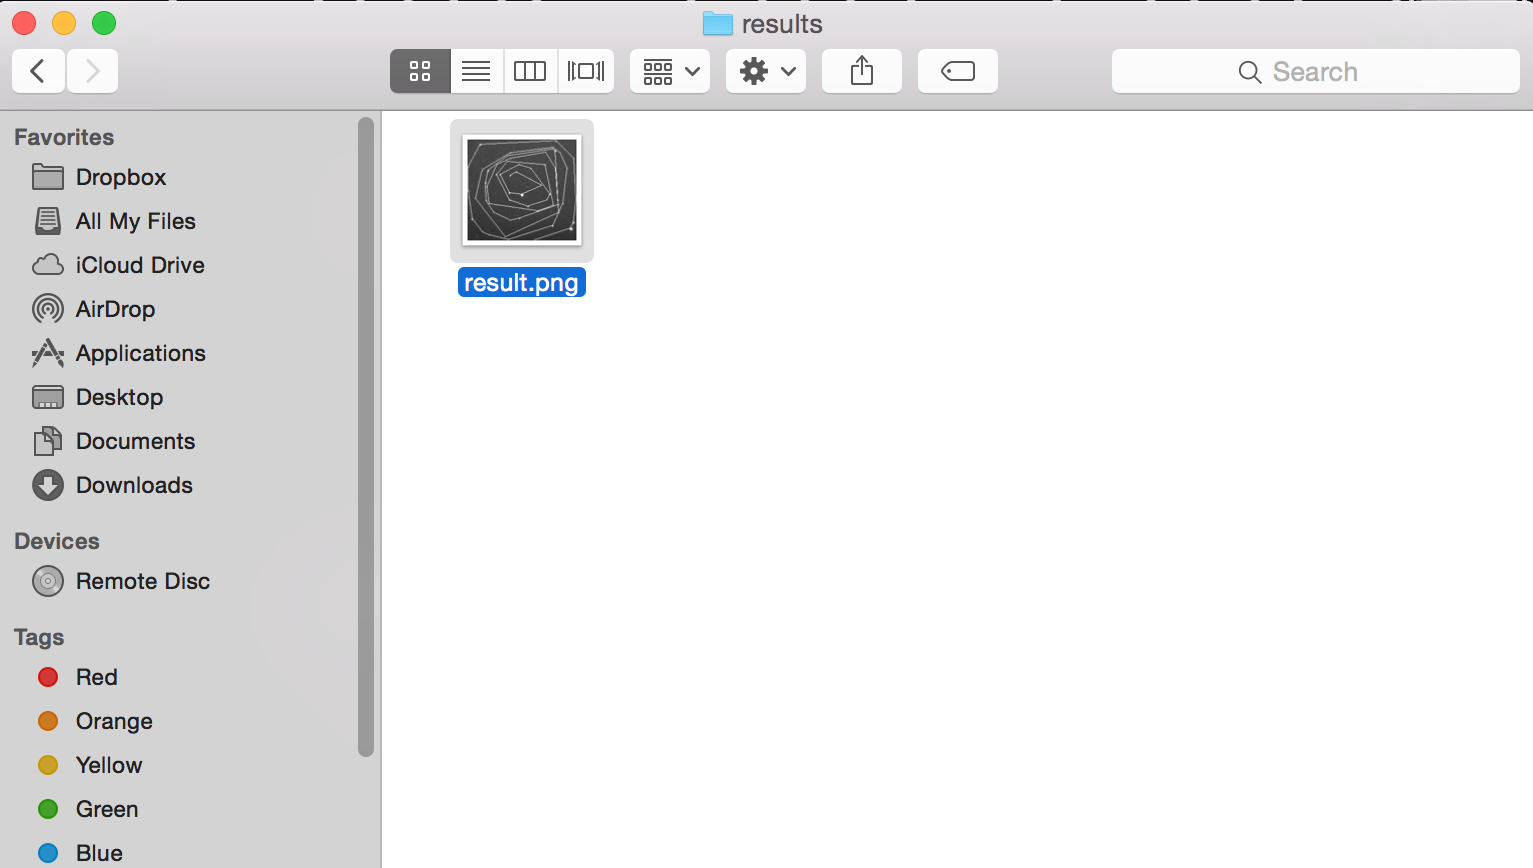 results
Search
Favorites
Dropbox
All My Files
iCloud Drive
AirDrop
Applications
Desktop
Documents
Downloads
Devices
Remote Disc
Tags
Red
Orange
Yellow
Green
Blue
result.png